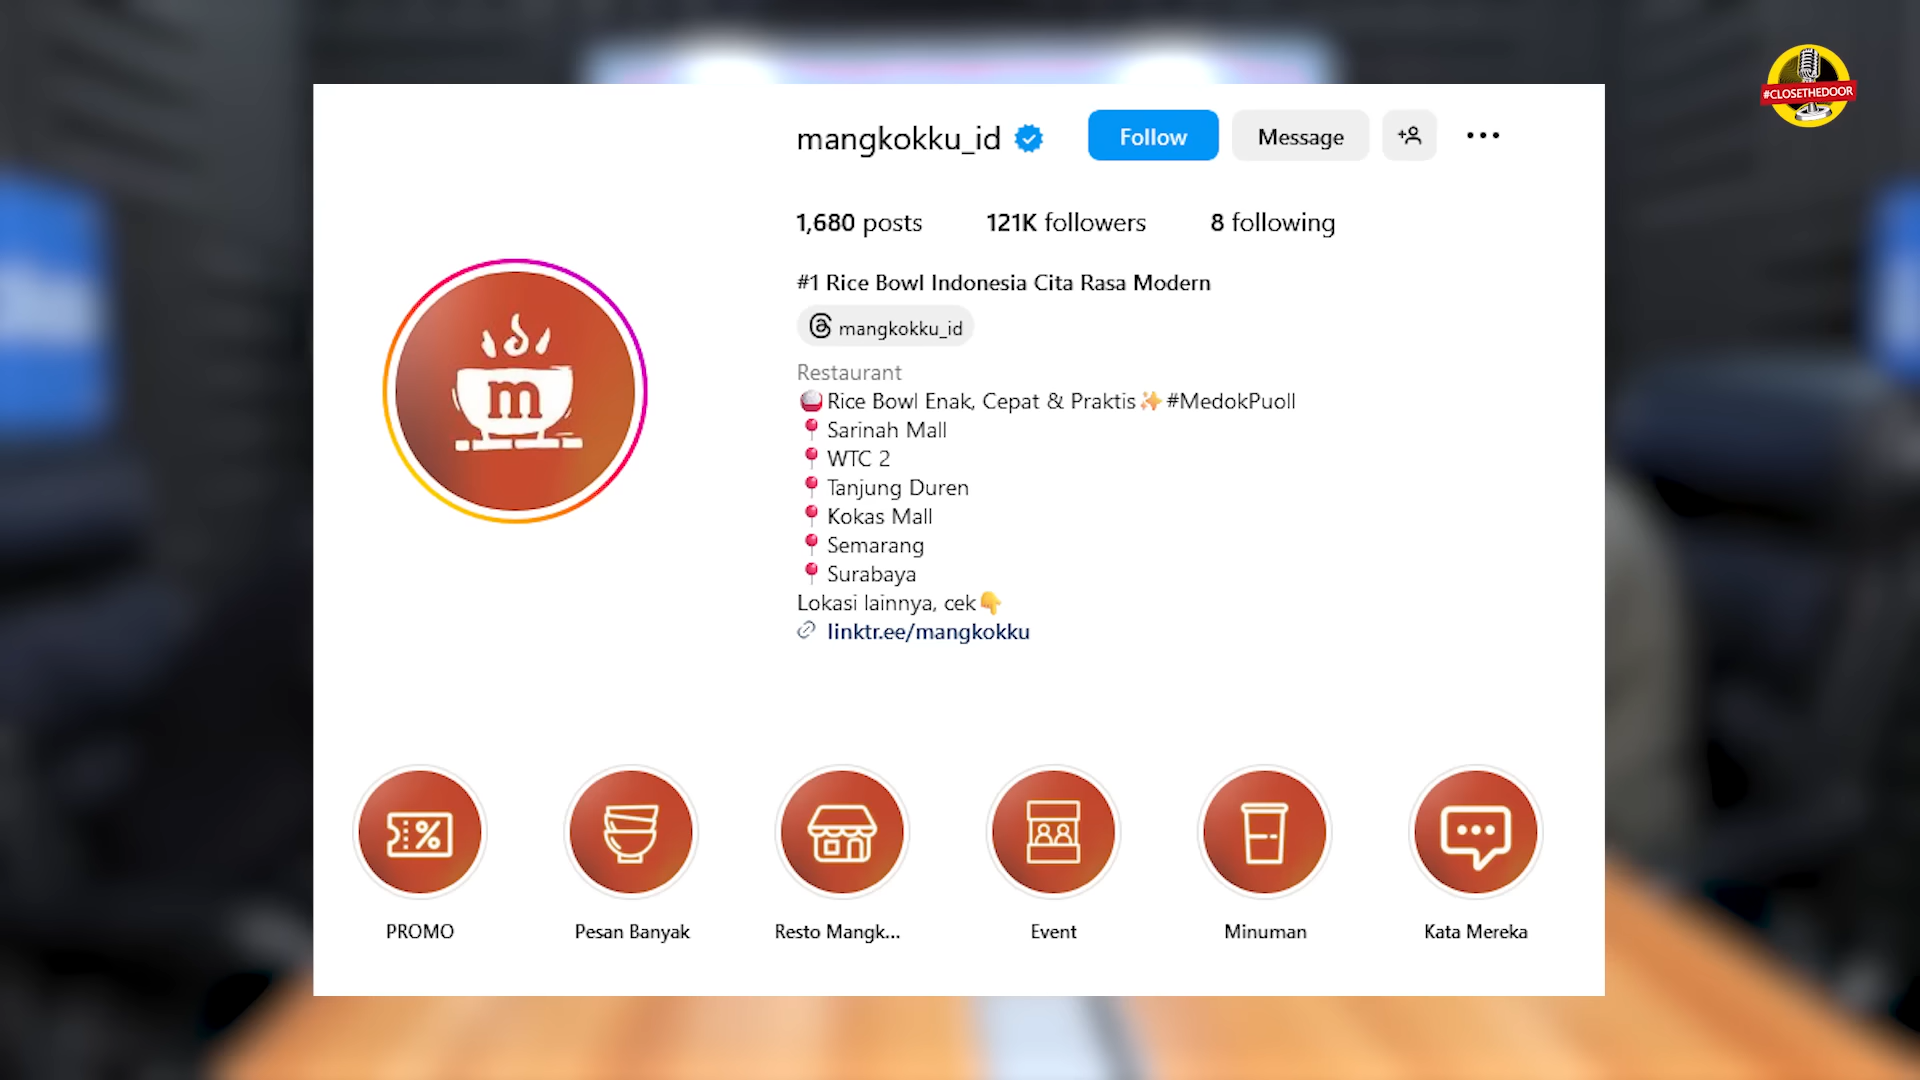 #CLOSETHEDOOR
mangkokku_id
Follow
Message
1,680 posts
121K followers
8 following
#1 Rice Bowl Indonesia Cita Rasa Modern
mangkokku_id
Restaurant
🍚Rice Bowl Enak, Cepat & Praktis✨#MedokPuoll
📍Sarinah Mall
📍WTC 2
📍Tanjung Duren
📍Kokas Mall
📍Semarang
📍Surabaya
Lokasi lainnya, cek👇
linktr.ee/mangkokku
m
PROMO
Pesan Banyak
Resto Mangk...
Event
Minuman
Kata Mereka